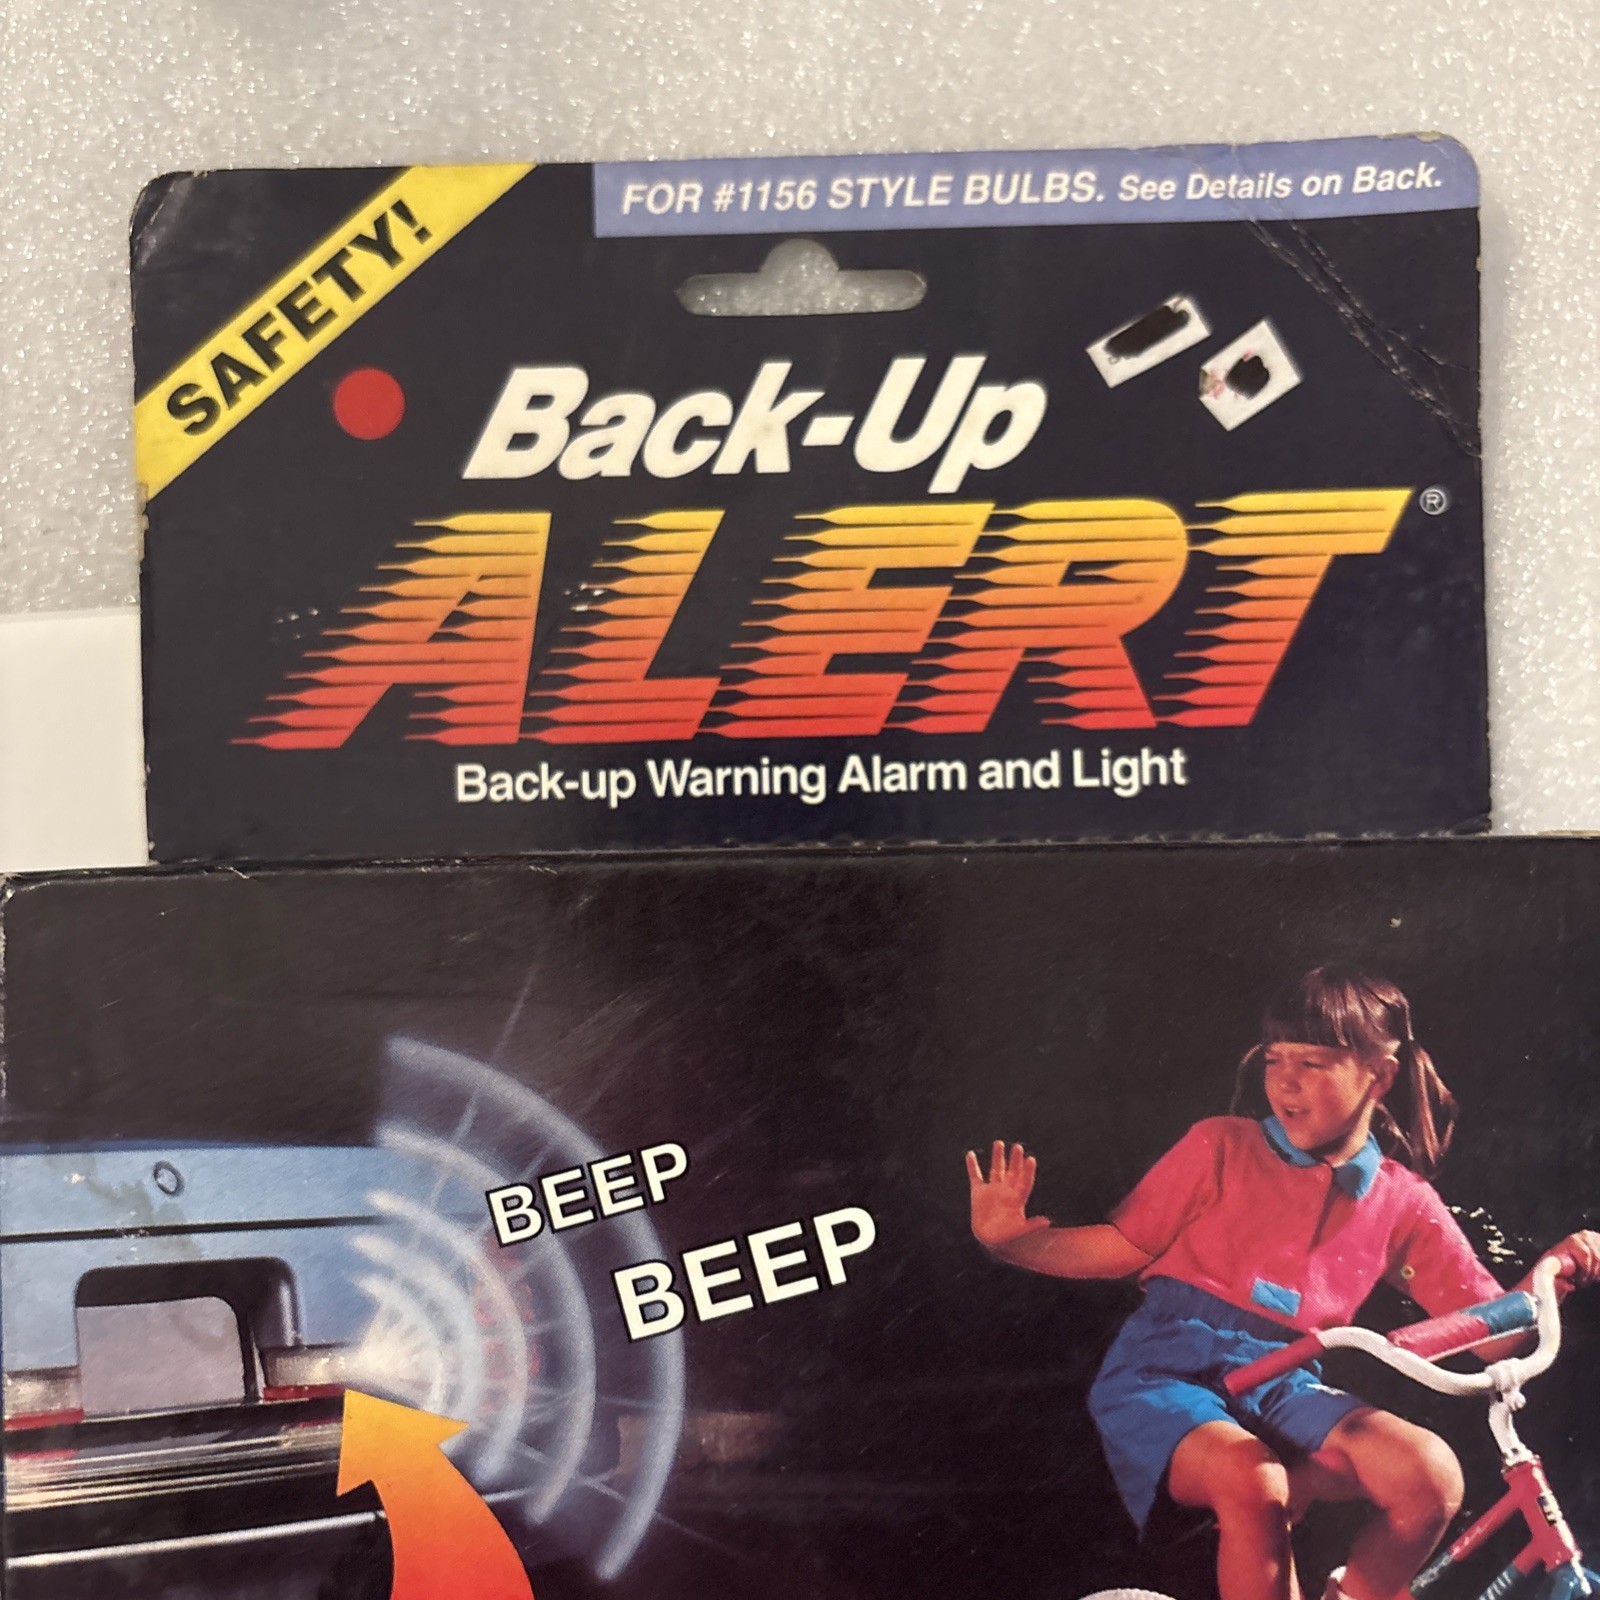 SAFETY!
FOR #1156 STYLE BULBS. See Details on Back.
Back-Up
ALERT®
Back-up Warning Alarm and Light
BEEP
BEEP